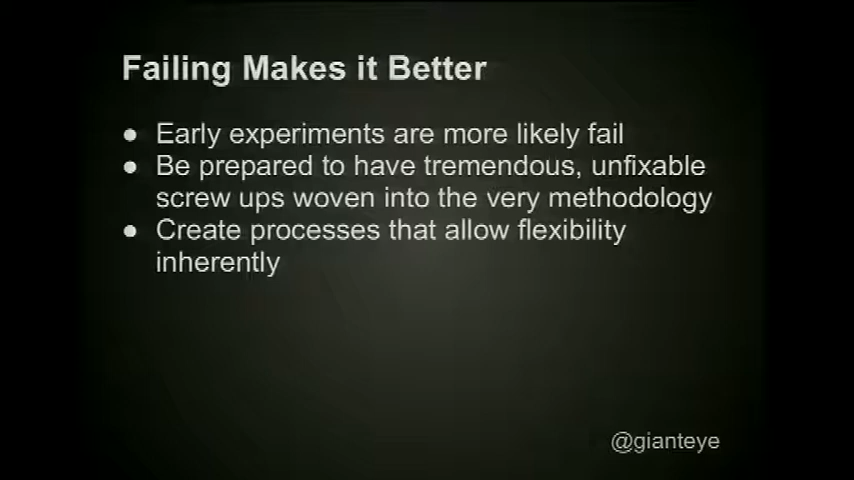 Failing Makes it Better
● Early experiments are more likely fail
● Be prepared to have tremendous, unfixable
screw ups woven into the very methodology
● Create processes that allow flexibility
inherently
@gianteye